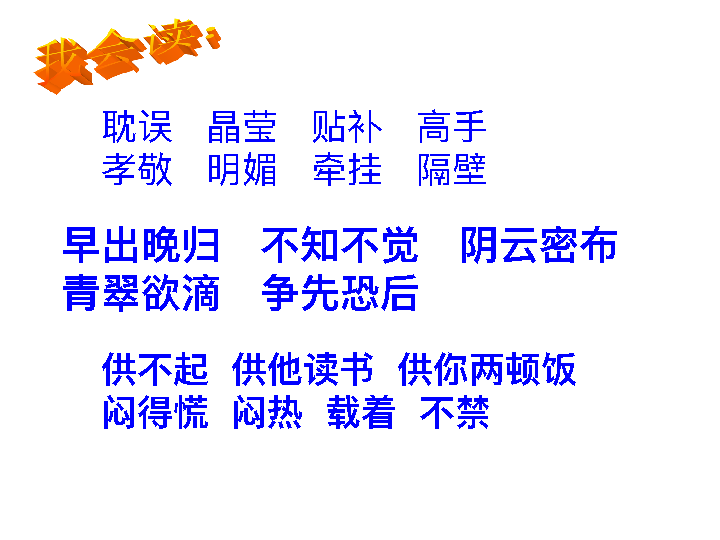 我会读：
耽误 晶莹 贴补 高手
孝敬 明媚 牵挂 隔壁
早出晚归 不知不觉 阴云密布
青翠欲滴 争先恐后
供不起 供他读书 供你两顿饭
闷得慌 闷热 载着 不禁